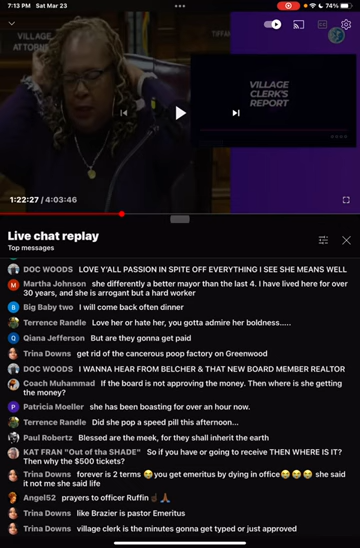 7:13 PM Sat Mar 23
74%
VILLAGE
ATTORNE
TIFFA
VILLAGE
CLERK'S
REPORT
1:22:27 / 4:03:46
Live chat replay
Top messages
DOC WOODS LOVE Y'ALL PASSION IN SPITE OFF EVERYTHING I SEE SHE MEANS WELL
Martha Johnson she differently a better mayor than the last 4. I have lived here for over
30 years, and she is arrogant but a hard worker
Big Baby two I will come back often dinner
Terrence Randle Love her or hate her, you gotta admire her boldness.....
Qiana Jefferson But are they gonna get paid
Trina Downs get rid of the cancerous poop factory on Greenwood
DOC WOODS I WANNA HEAR FROM BELCHER & THAT NEW BOARD MEMBER REALTOR
Coach Muhammad If the board is not approving the money. Then where is she getting
the money?
P Patricia Moeller she has been boasting for over an hour now.
Terrence Randle Did she pop a speed pill this afternoon...
Paul Robertz Blessed are the meek, for they shall inherit the earth
KAT FRAN "Out of tha SHADE" So if you have or going to receive THEN WHERE IS IT?
Then why the $500 tickets?
Trina Downs forever is 2 terms 😂you get emeritus by dying in office😂😂😂 she said
it not me she said life
Angel52 prayers to officer Ruffin☝🏾🙏🏾
Trina Downs like Brazier is pastor Emeritus
Trina Downs village clerk is the minutes gonna get typed or just approved